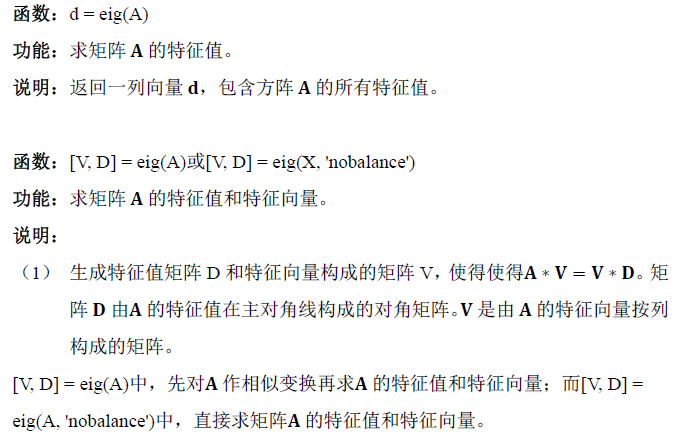 函数：d = eig(A)
功能：求矩阵 A 的特征值。
说明：返回一列向量 d，包含方阵 A 的所有特征值。
函数：[V, D] = eig(A)或[V, D] = eig(X, 'nobalance')
功能：求矩阵 A 的特征值和特征向量。
说明：
（1） 生成特征值矩阵 D 和特征向量构成的矩阵 V，使得使得A ∗ V = V ∗ D。矩
阵 D 由A 的特征值在主对角线构成的对角矩阵。V 是由 A 的特征向量按列
构成的矩阵。
[V, D] = eig(A)中，先对A 作相似变换再求A 的特征值和特征向量；而[V, D] =
eig(A, 'nobalance')中，直接求矩阵A 的特征值和特征向量。